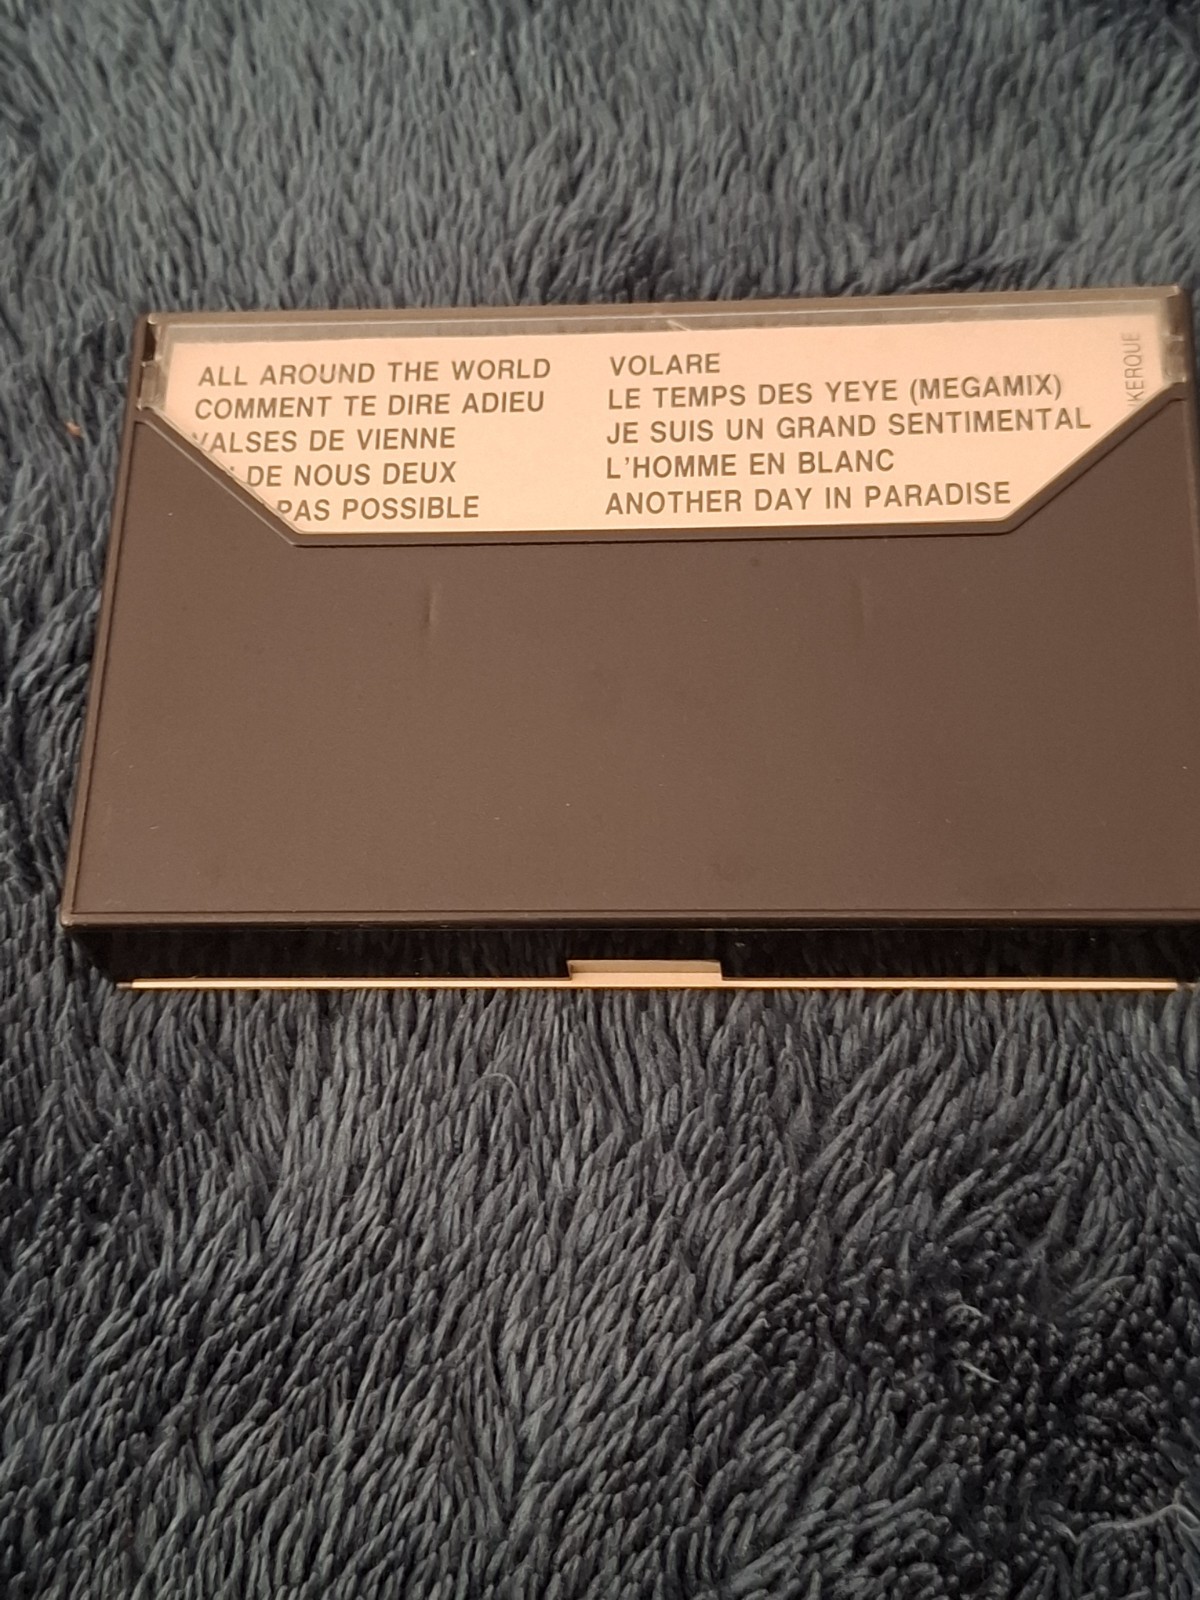 ALL AROUND THE WORLD
COMMENT TE DIRE ADIEU
VALSES DE VIENNE
DE NOUS DEUX
PAS POSSIBLE
VOLARE
LE TEMPS DES YEYE (MEGAMIX)
JE SUIS UN GRAND SENTIMENTAL
L'HOMME EN BLANC
ANOTHER DAY IN PARADISE
KERQUE